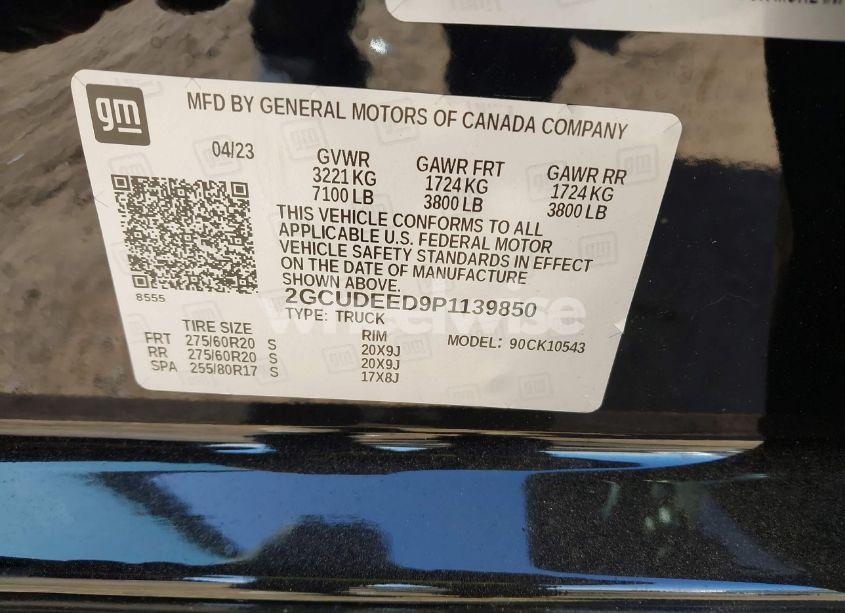 gm
MFD BY GENERAL MOTORS OF CANADA COMPANY
04/23
GVWR
3221 KG
7100 LB
GAWR FRT
1724 KG
3800 LB
GAWR RR
1724 KG
3800 LB
THIS VEHICLE CONFORMS TO ALL
APPLICABLE U.S. FEDERAL MOTOR
VEHICLE SAFETY STANDARDS IN EFFECT
ON THE DATE OF MANUFACTURE
SHOWN ABOVE.
8555
2GCUDEED9P1139850
TYPE: TRUCK
MODEL: 90CK10543
TIRE SIZE RIM
FRT 275/60R20 S 20X9J
RR 275/60R20 S 20X9J
SPA 255/80R17 S 17X8J
wheelwise